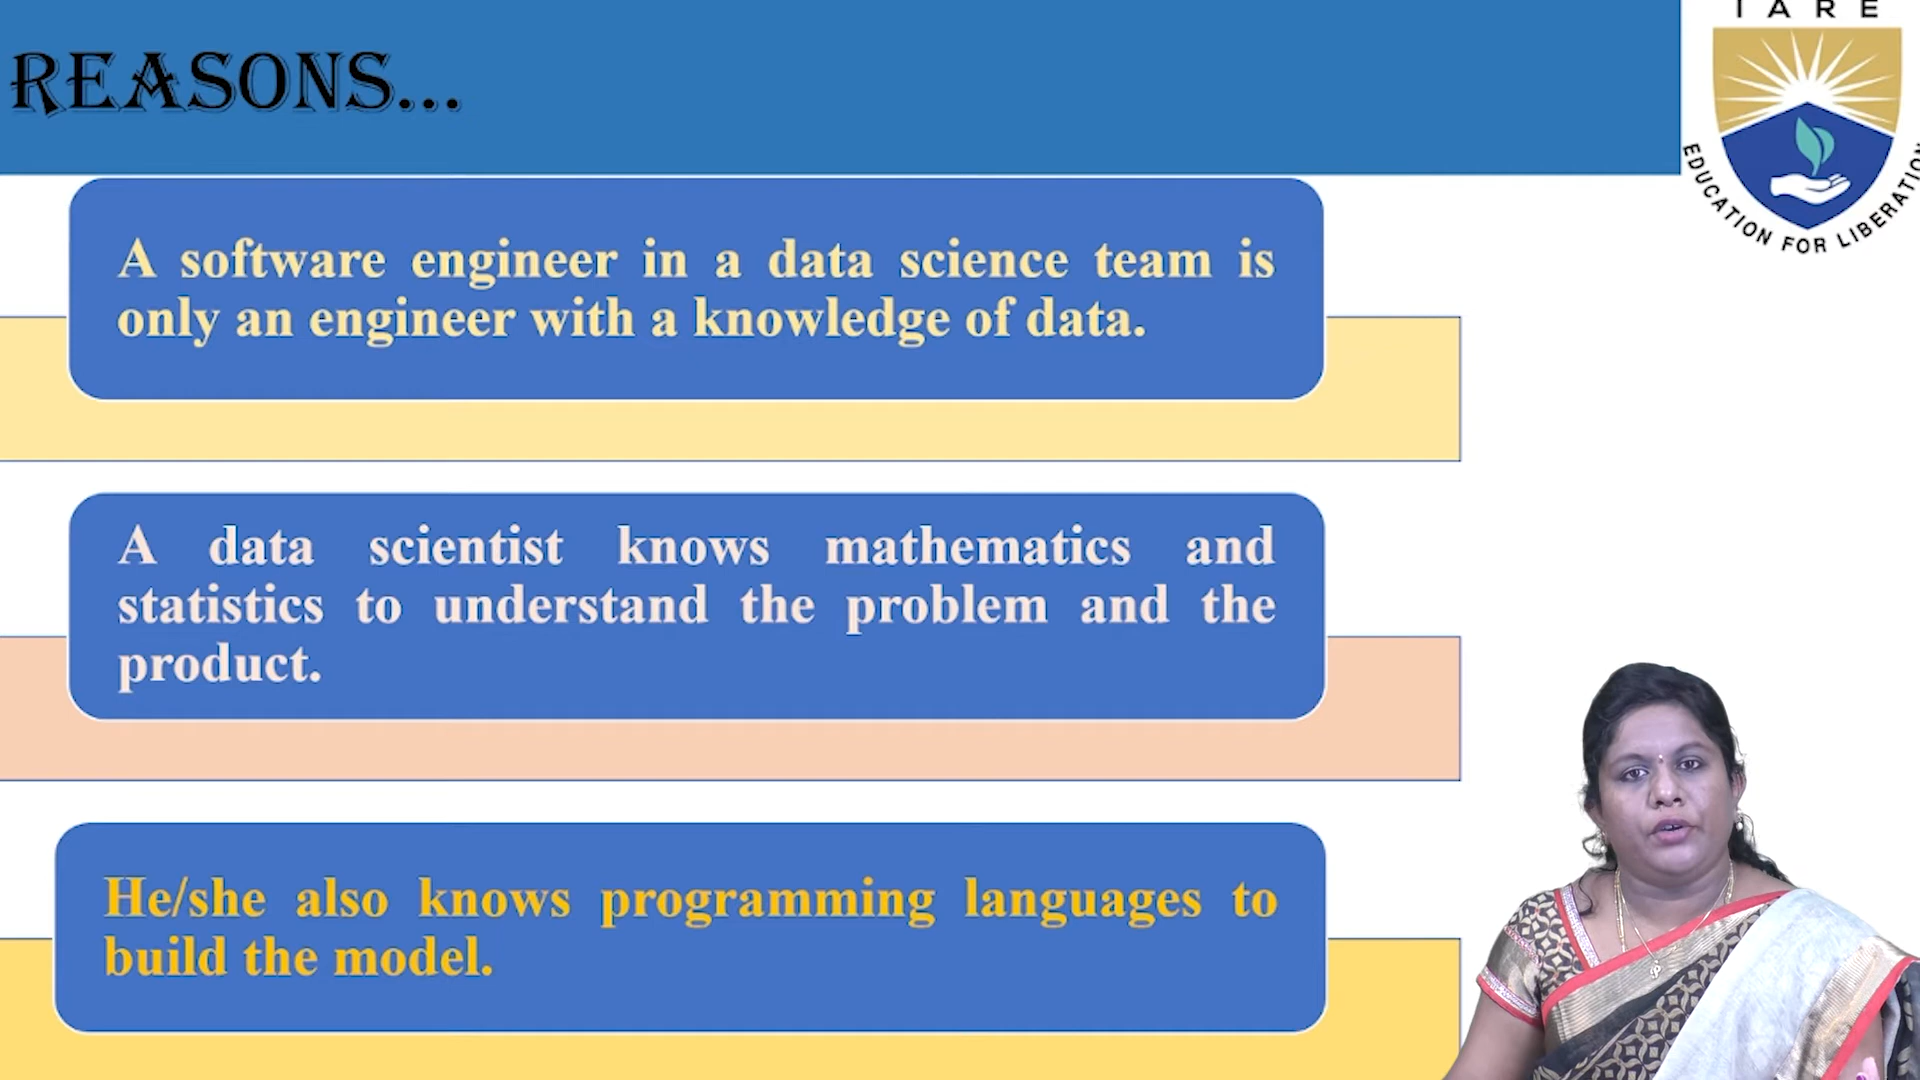 IARE
REASONS...
EDUCATION FOR LIBERATION
A software engineer in a data science team is
only an engineer with a knowledge of data.
A data scientist knows mathematics and
statistics to understand the problem and the
product.
He/she also knows programming languages to
build the model.